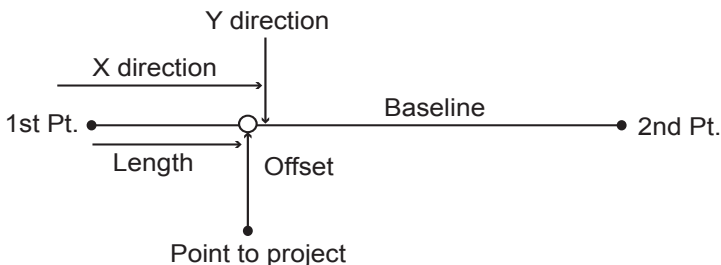 Y direction
X direction
Baseline
1st Pt.
2nd Pt.
Length
Offset
Point to project